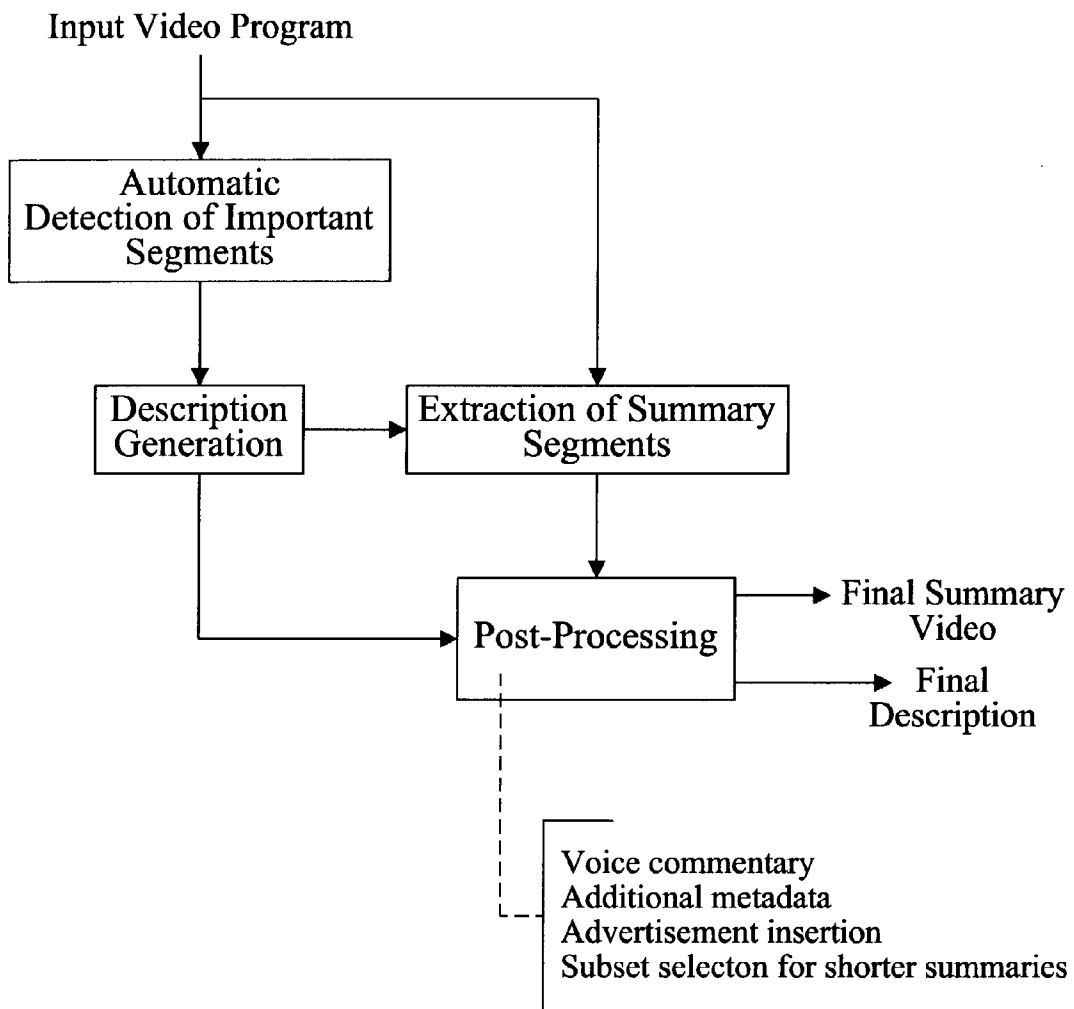 Input Video Program
Automatic
Detection of Important
Segments
Description
Generation
Extraction of Summary
Segments
Post-Processing
Final Summary
Video
Final
Description
Voice commentary
Additional metadata
Advertisement insertion
Subset selecton for shorter summaries